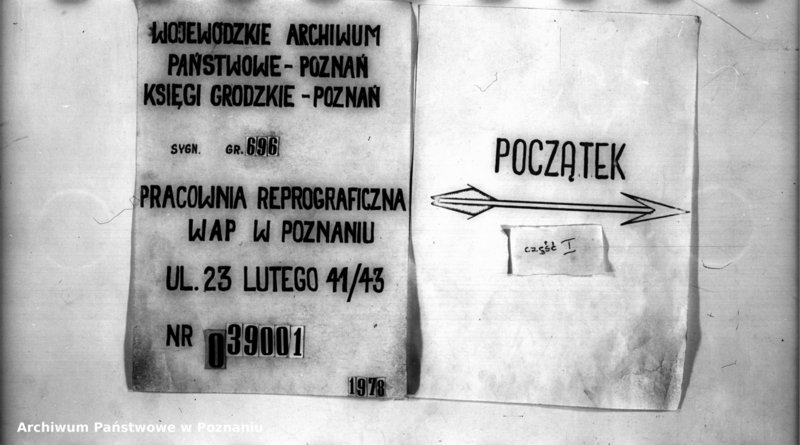 WOJEWÓDZKIE ARCHIWUM
PAŃSTWOWE - POZNAŃ
KSIĘGI GRODZKIE - POZNAŃ
SYGN. GR. 696
PRACOWNIA REPROGRAFICZNA
WAP W POZNANIU
UL. 23 LUTEGO 41/43
NR 039001
1978
POCZĄTEK
część I
Archiwum Państwowe w Poznaniu